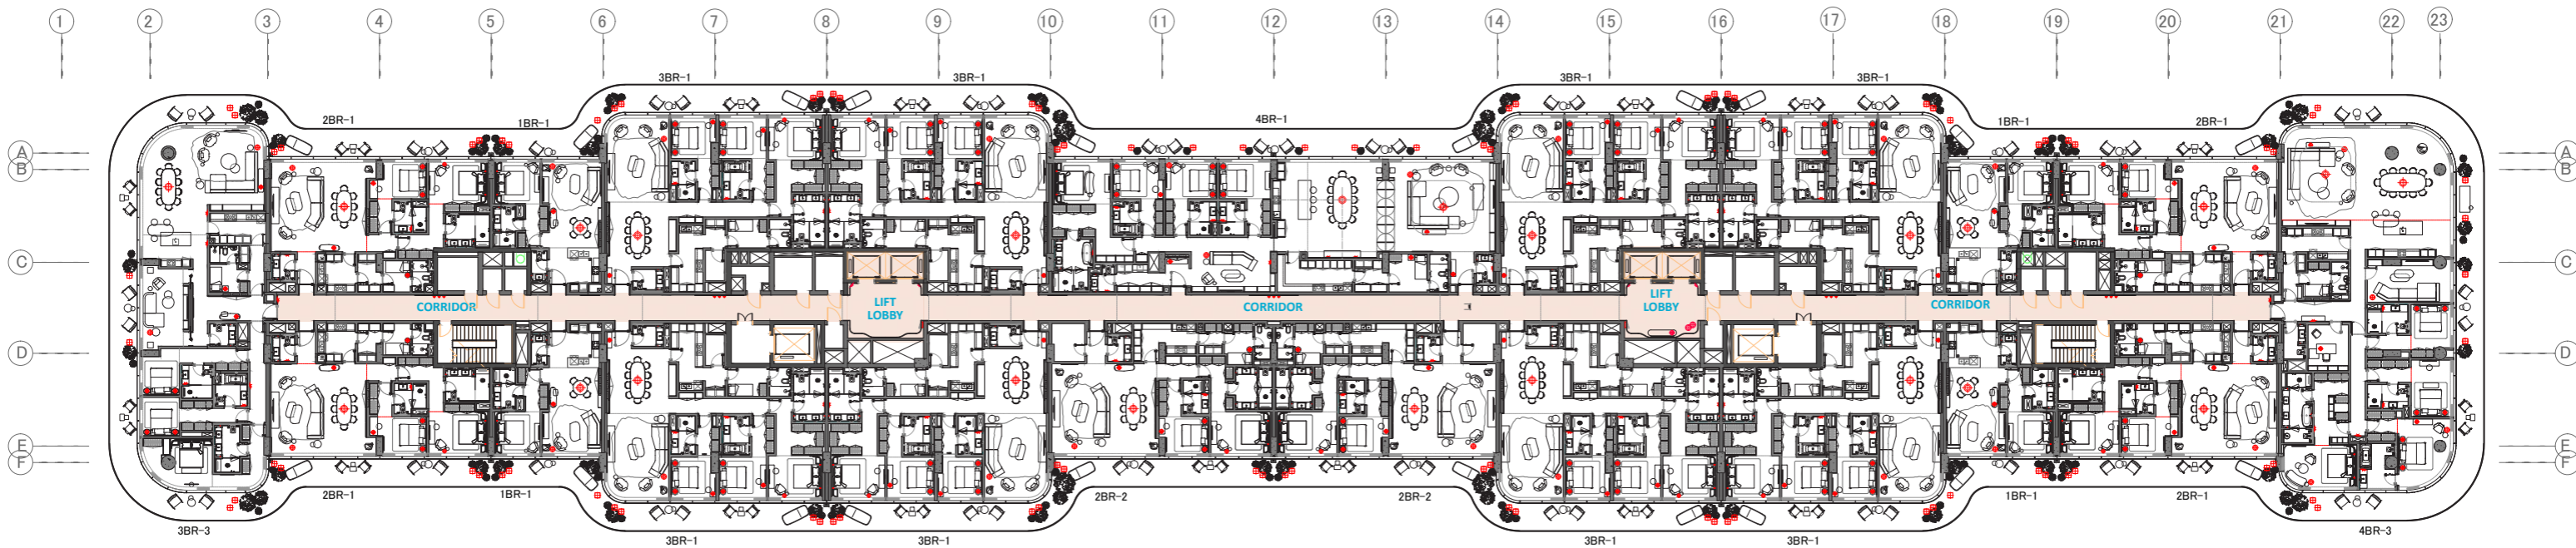 1 2 3 4 5 6 7 8 9 10 11 12 13 14 15 16 17 18 19 20 21 22 23
3BR-1 3BR-1 3BR-1 3BR-1
2BR-1 1BR-1 4BR-1 1BR-1 2BR-1
A A
B B
C C
LIFT LIFT
CORRIDOR LOBBY CORRIDOR LOBBY CORRIDOR
D D
E E
F F
2BR-1 1BR-1 2BR-2 2BR-2 1BR-1 2BR-1
3BR-3 4BR-3
3BR-1 3BR-1 3BR-1 3BR-1